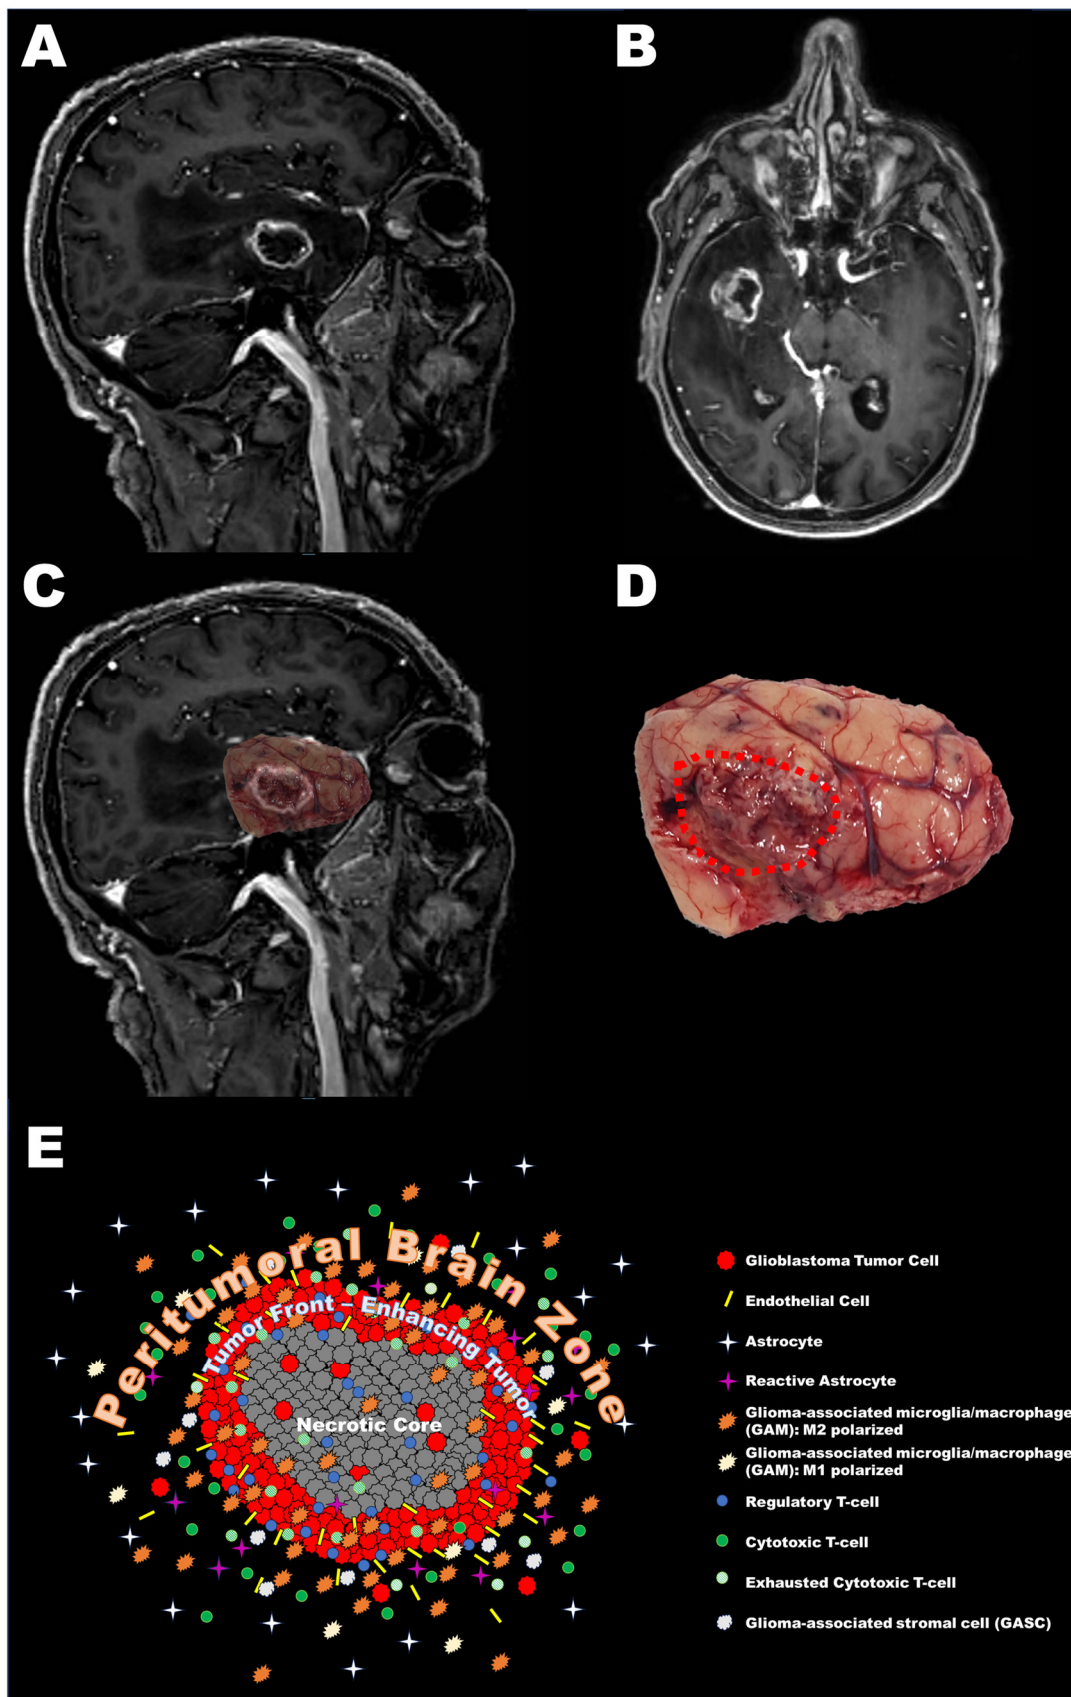 A
B
C
D
E
Peritumoral Brain Zone
Tumor Front – Enhancing Tumor
Necrotic Core
Glioblastoma Tumor Cell
Endothelial Cell
Astrocyte
Reactive Astrocyte
Glioma-associated microglia/macrophage
(GAM): M2 polarized
Glioma-associated microglia/macrophage
(GAM): M1 polarized
Regulatory T-cell
Cytotoxic T-cell
Exhausted Cytotoxic T-cell
Glioma-associated stromal cell (GASC)